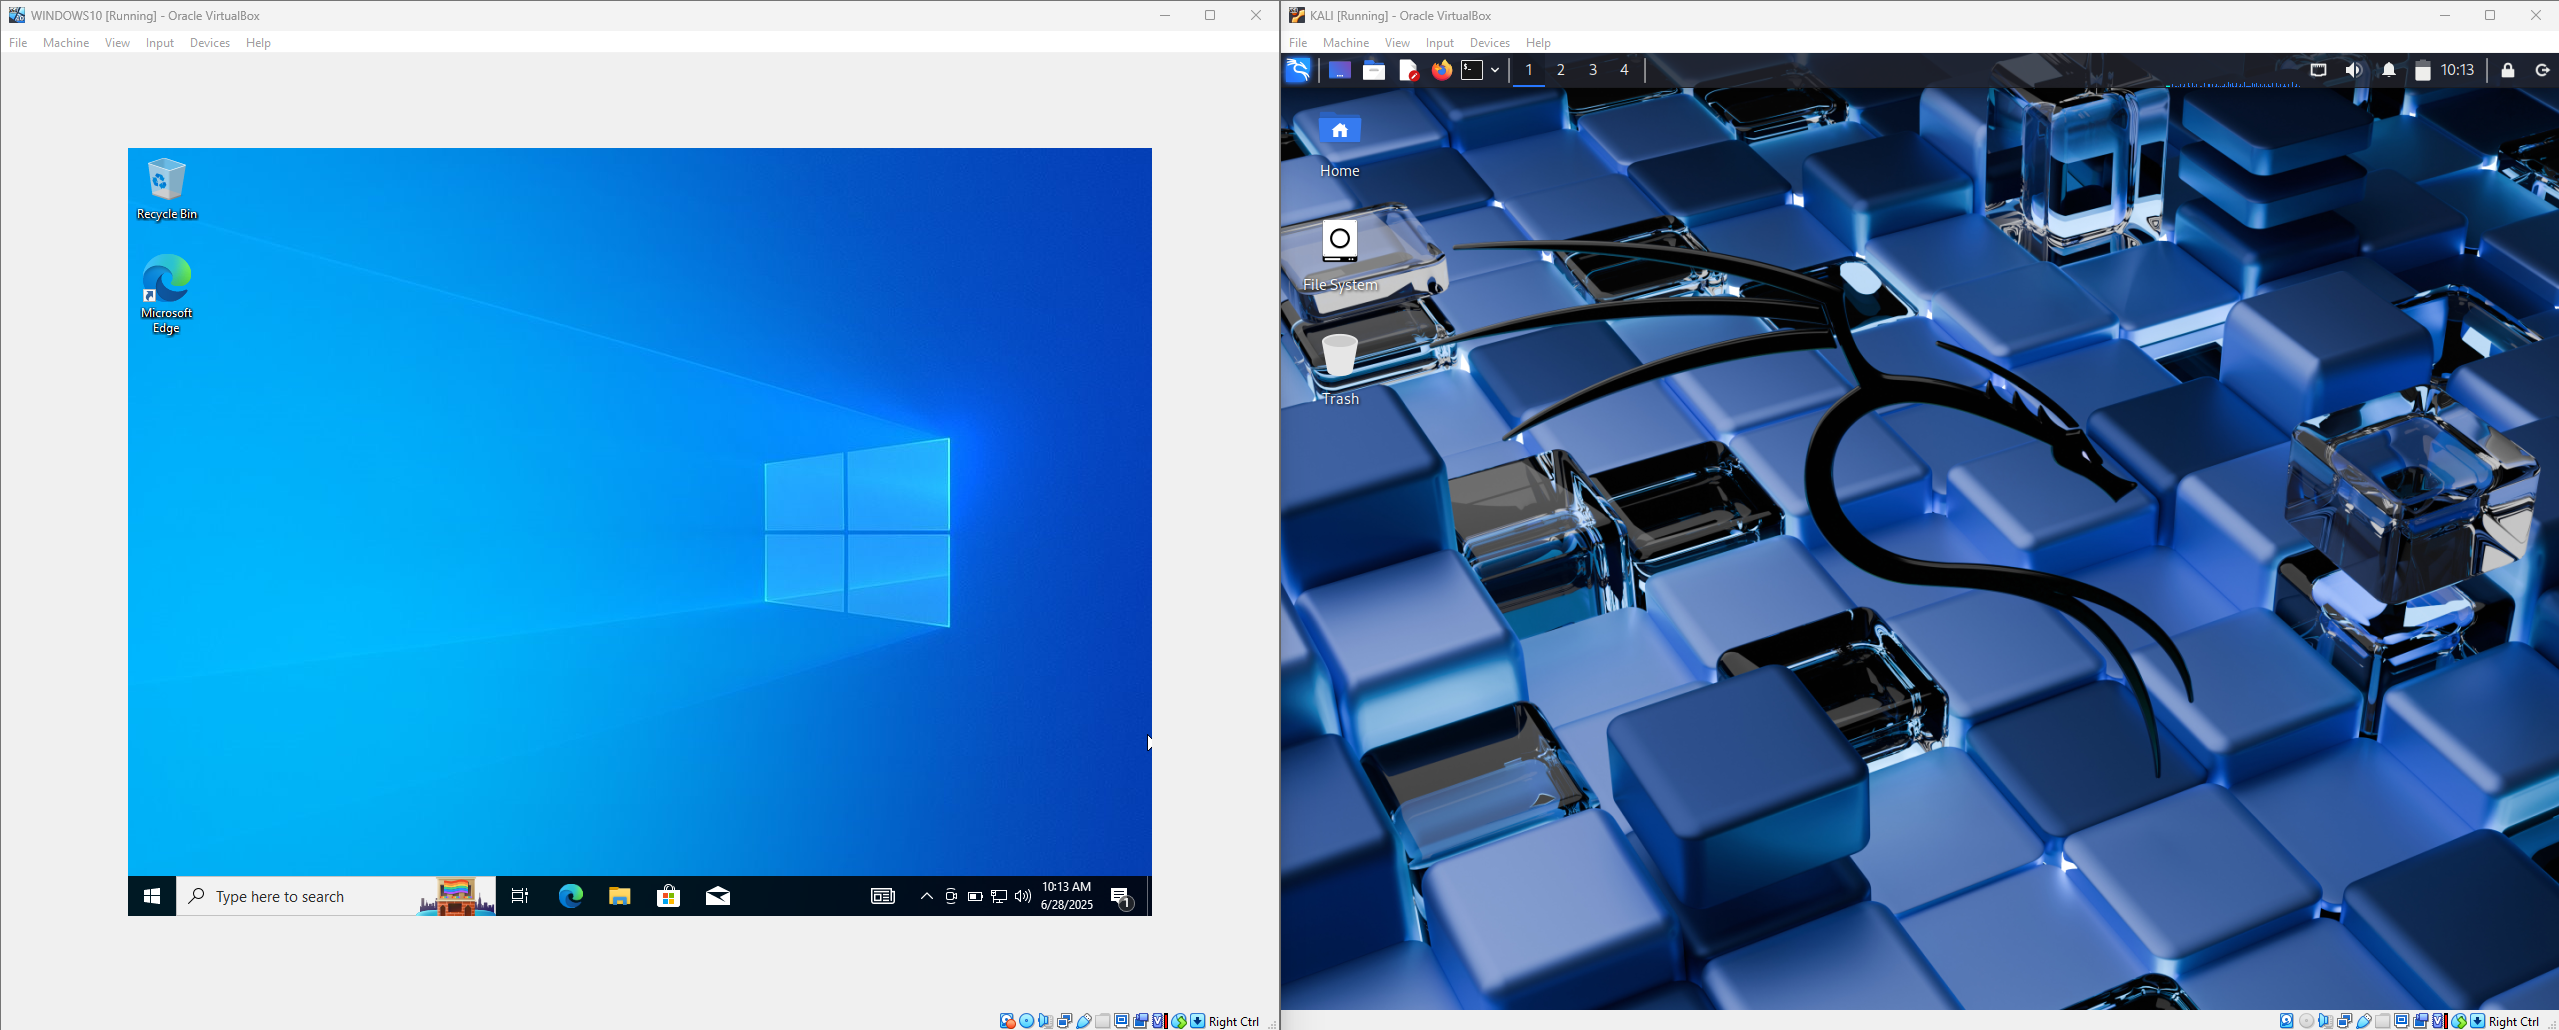 WINDOWS10 [Running] - Oracle VirtualBox
File Machine View Input Devices Help
Recycle Bin
Microsoft
Edge
Type here to search
10:13 AM
6/28/2025
1
Right Ctrl
KALI [Running] - Oracle VirtualBox
File Machine View Input Devices Help
1 2 3 4
10:13
Home
File System
Trash
Right Ctrl